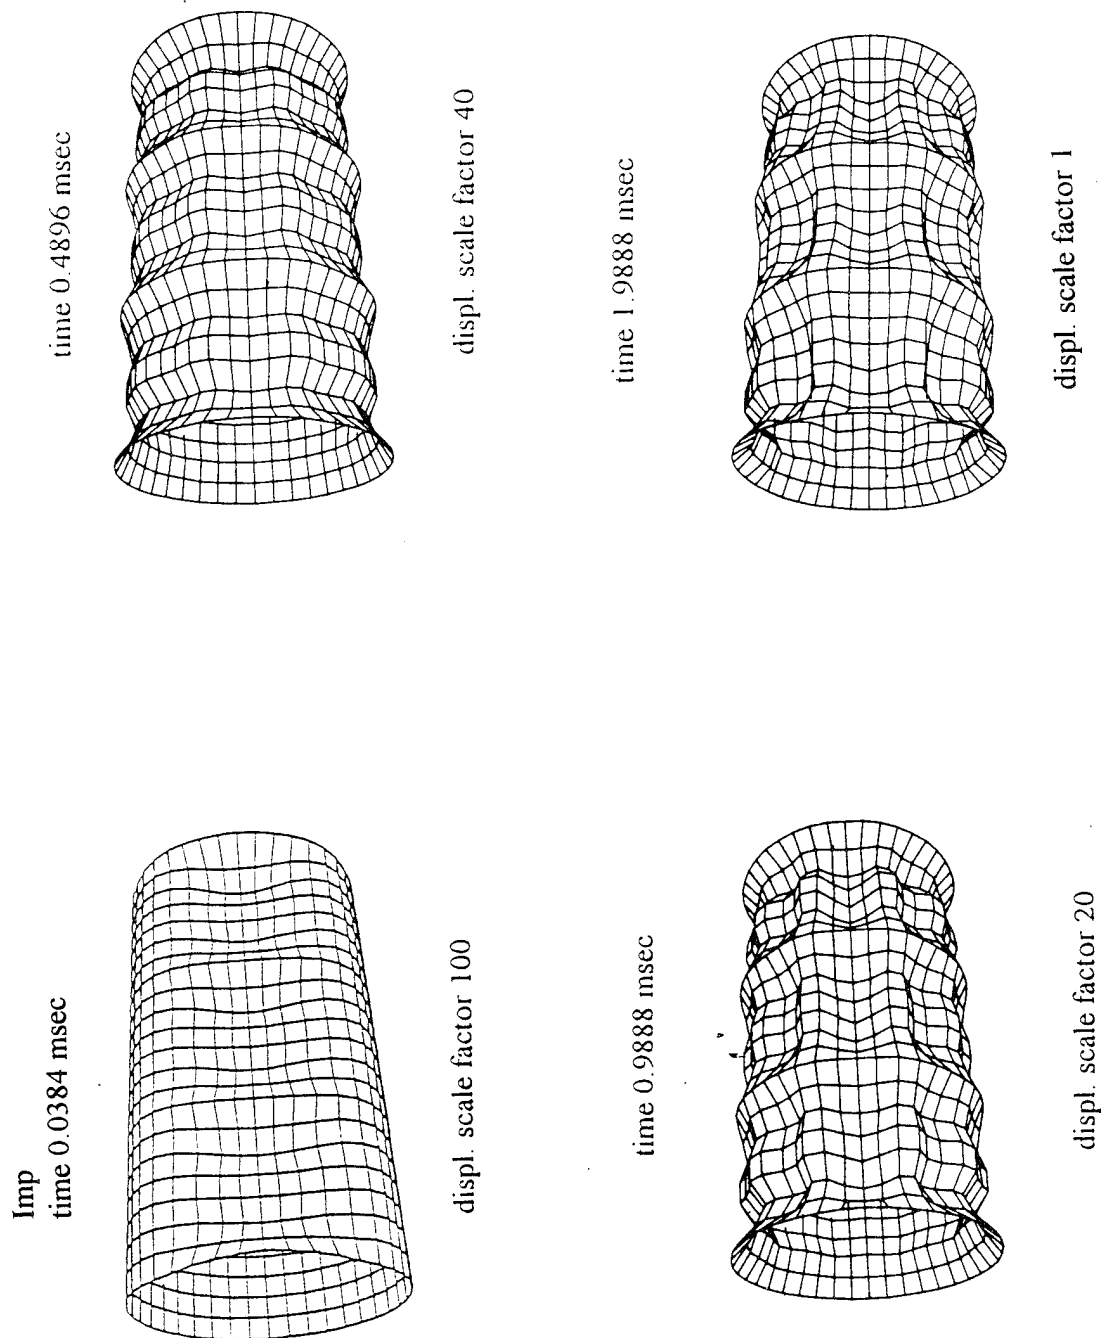 Imp
time 0.0384 msec
displ. scale factor 100
time 0.4896 msec
displ. scale factor 40
time 0.9888 msec
displ. scale factor 20
time 1.9888 msec
displ. scale factor 1